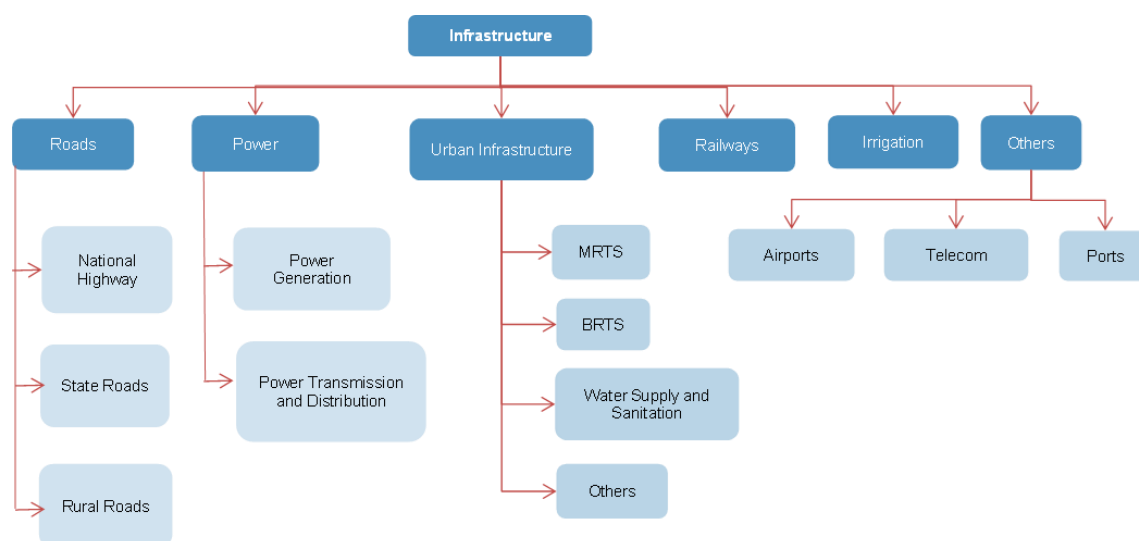 Infrastructure
Roads
Power
Urban Infrastructure
Railways
Irrigation
Others
National
Highway
State Roads
Rural Roads
Power
Generation
Power Transmission
and Distribution
MRTS
BRTS
Water Supply and
Sanitation
Others
Airports
Telecom
Ports